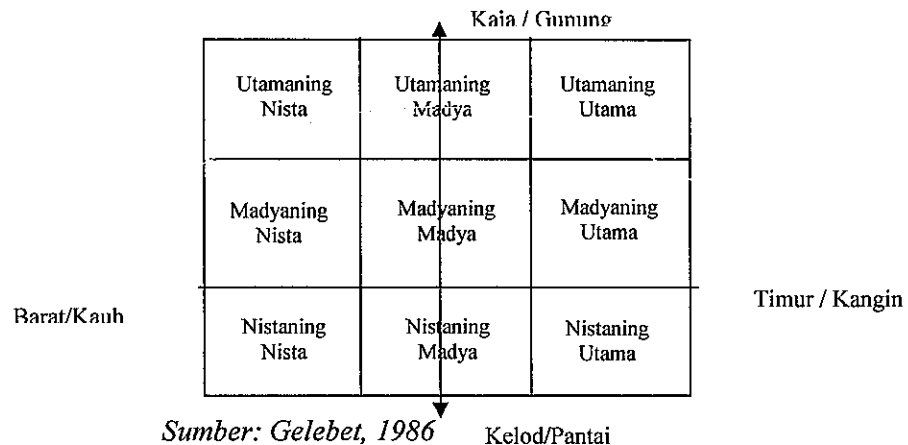 Kaia / Gunung
Utamaning
Nista
Utamaning
Madya
Utamaning
Utama
Madyaning
Nista
Madyaning
Madya
Madyaning
Utama
Barat/Kauh
Timur / Kangin
Nistaning
Nista
Nistaning
Madya
Nistaning
Utama
Sumber: Gelebet, 1986
Kelod/Pantai